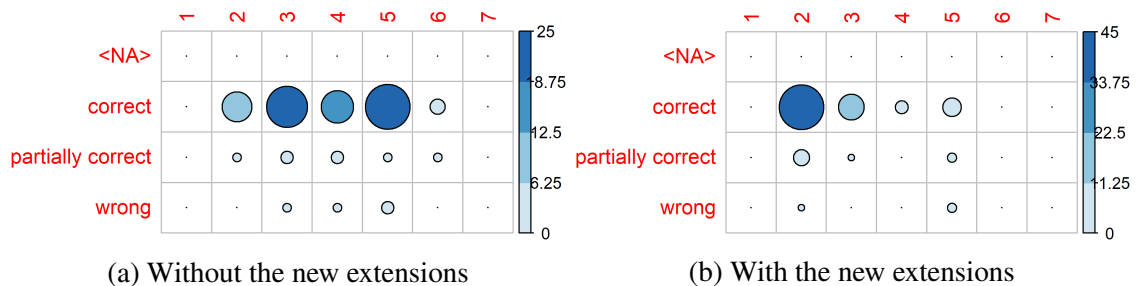 1 2 3 4 5 6 7
<NA>
correct
partially correct
wrong
25
18.75
12.5
6.25
0
(a) Without the new extensions
1 2 3 4 5 6 7
<NA>
correct
partially correct
wrong
45
33.75
22.5
11.25
0
(b) With the new extensions